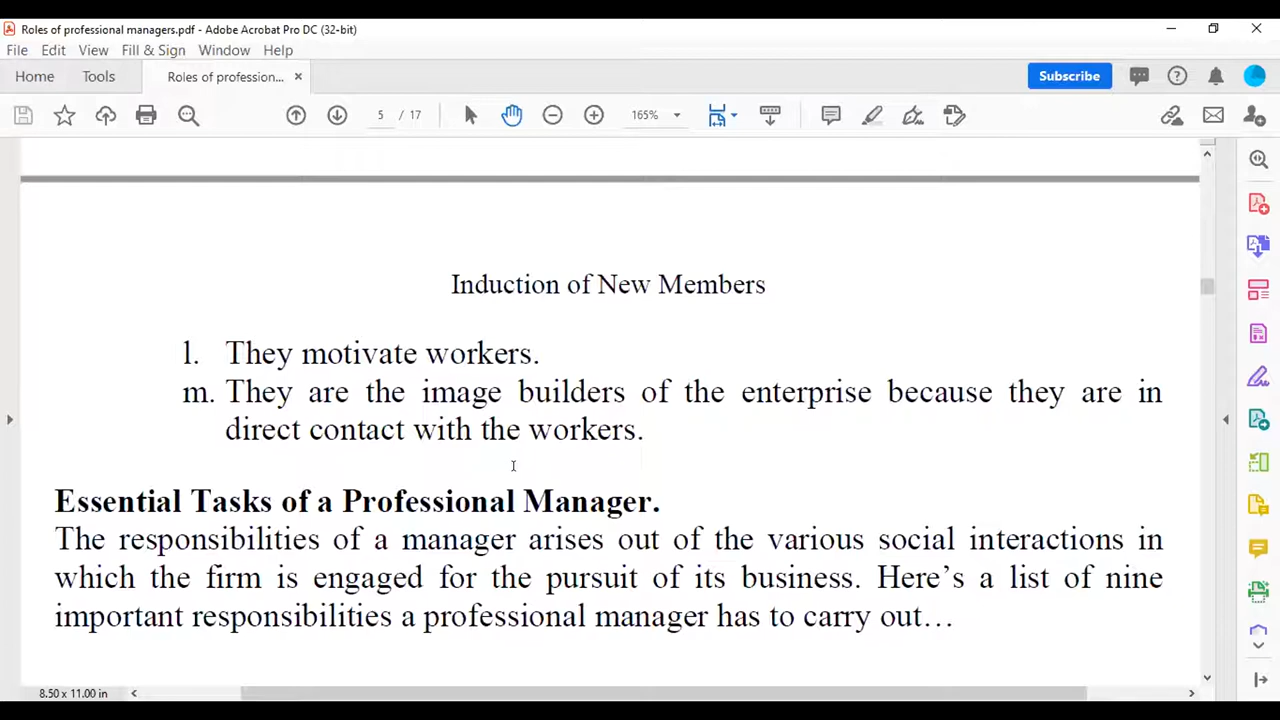 Roles of professional managers.pdf - Adobe Acrobat Pro DC (32-bit)
File Edit View Fill & Sign Window Help
Home Tools Roles of profession... × Subscribe
5 / 17 165%
Induction of New Members
l. They motivate workers.
m. They are the image builders of the enterprise because they are in
direct contact with the workers.
Essential Tasks of a Professional Manager.
The responsibilities of a manager arises out of the various social interactions in
which the firm is engaged for the pursuit of its business. Here’s a list of nine
important responsibilities a professional manager has to carry out…
8.50 x 11.00 in